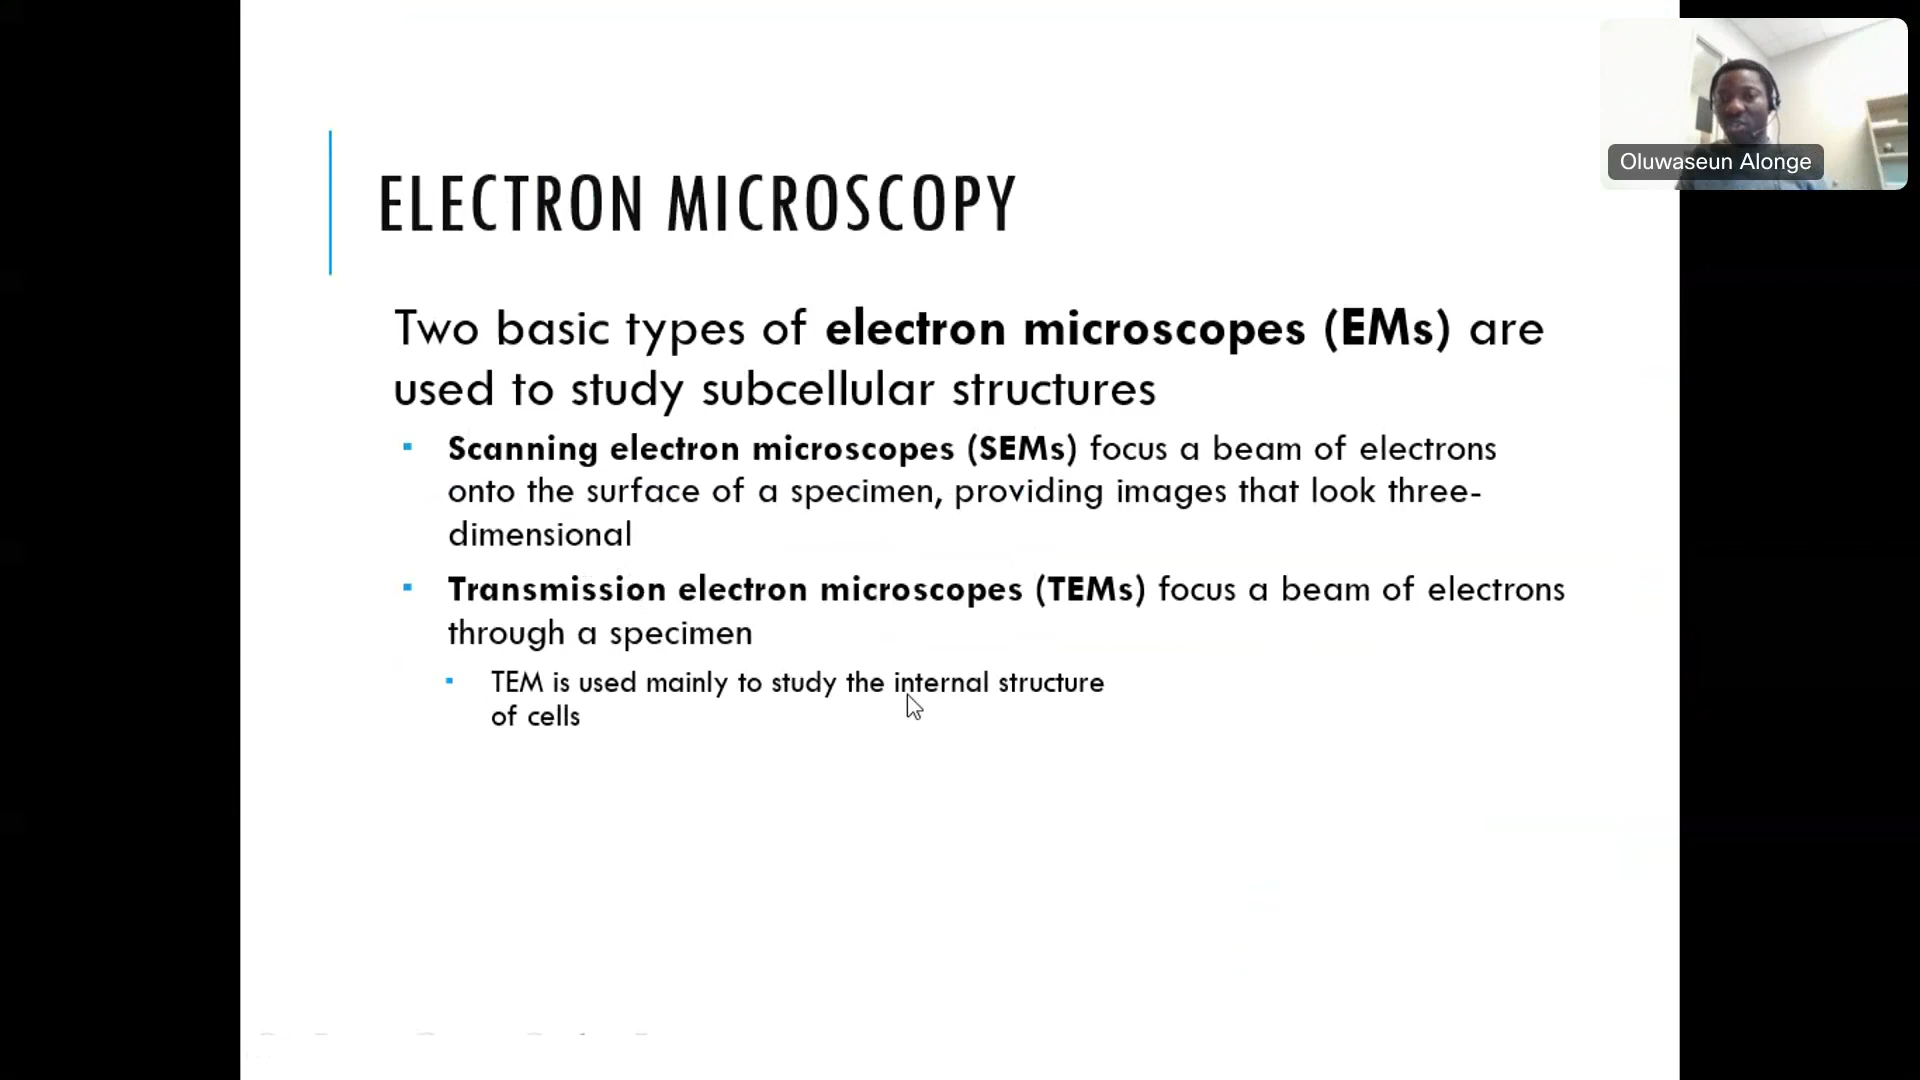 Oluwaseun Alonge
ELECTRON MICROSCOPY
Two basic types of electron microscopes (EMs) are
used to study subcellular structures
▪ Scanning electron microscopes (SEMs) focus a beam of electrons
onto the surface of a specimen, providing images that look three-
dimensional
▪ Transmission electron microscopes (TEMs) focus a beam of electrons
through a specimen
▪ TEM is used mainly to study the internal structure
of cells